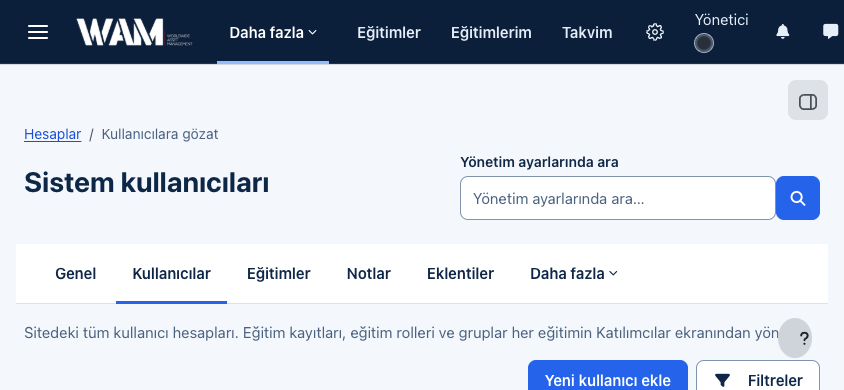 WAM
Daha fazla
Eğitimler
Eğitimlerim
Takvim
Yönetici
Hesaplar / Kullanıcılara gözat
Yönetim ayarlarında ara
Sistem kullanıcıları
Yönetim ayarlarında ara...
Genel
Kullanıcılar
Eğitimler
Notlar
Eklentiler
Daha fazla
Sitedeki tüm kullanıcı hesapları. Eğitim kayıtları, eğitim rolleri ve gruplar her eğitimin Katılımcılar ekranından yön
?
Yeni kullanıcı ekle
Filtreler